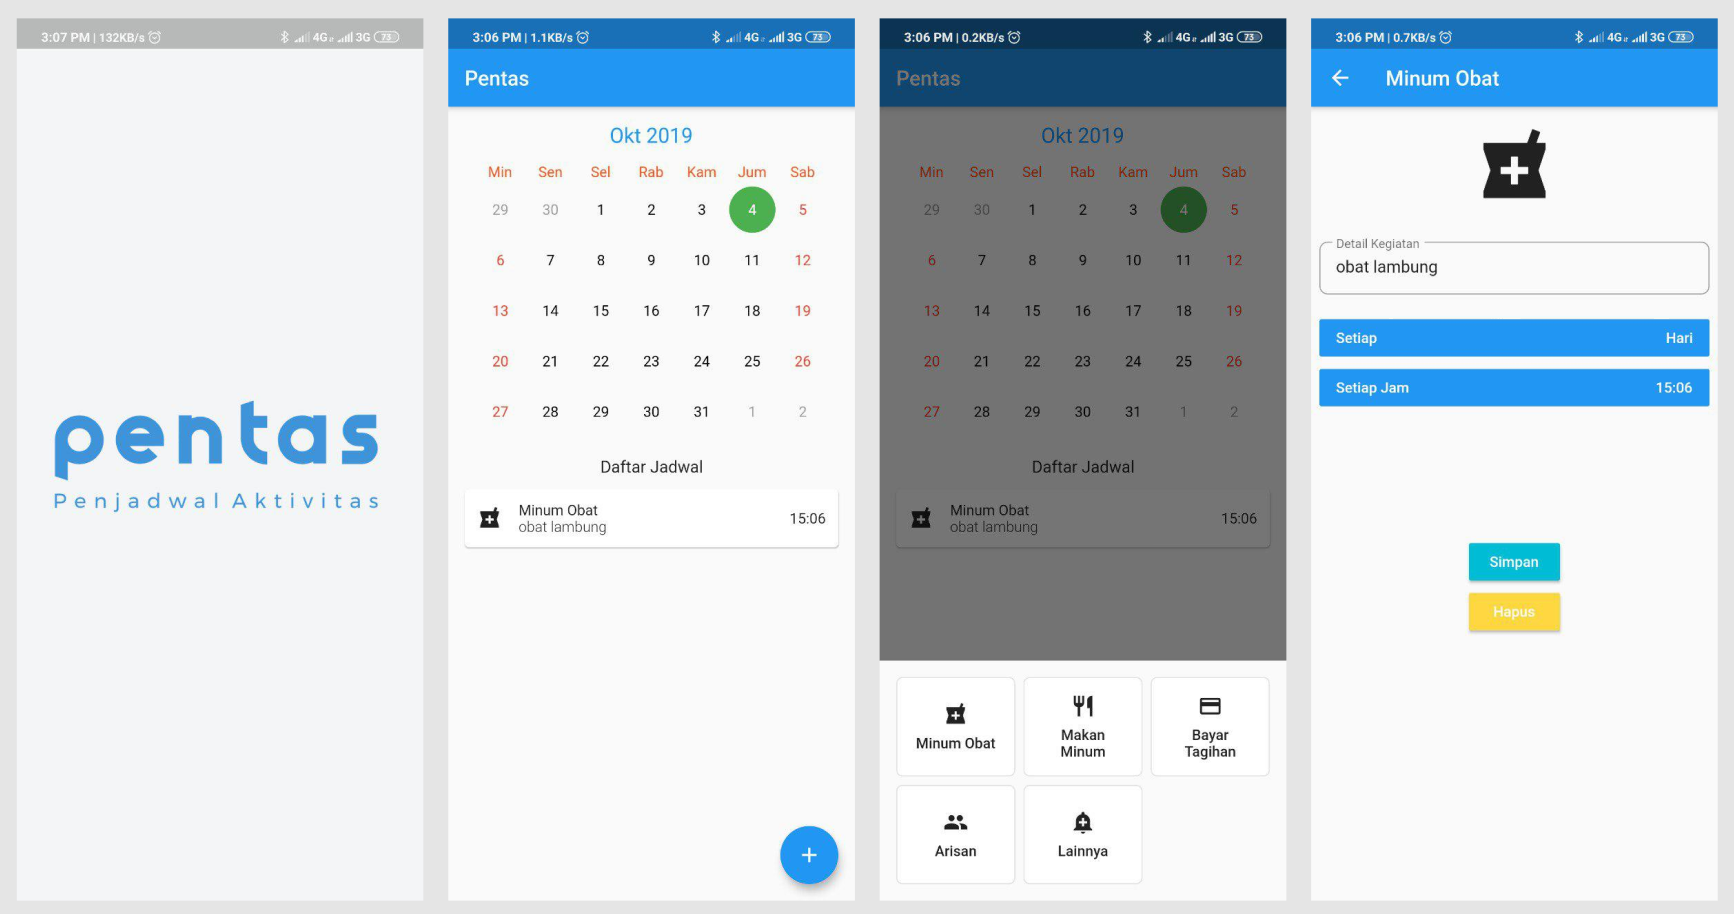 3:07 PM | 132KB/s 4G 3G 73
pentas
Penjadwal Aktivitas
3:06 PM | 1.1KB/s 4G 3G 73
Pentas
Okt 2019
Min Sen Sel Rab Kam Jum Sab
29 30 1 2 3 4 5
6 7 8 9 10 11 12
13 14 15 16 17 18 19
20 21 22 23 24 25 26
27 28 29 30 31 1 2
Daftar Jadwal
Minum Obat
obat lambung
15:06
+
3:06 PM | 0.2KB/s 4G 3G 73
Pentas
Okt 2019
Min Sen Sel Rab Kam Jum Sab
29 30 1 2 3 4 5
6 7 8 9 10 11 12
13 14 15 16 17 18 19
20 21 22 23 24 25 26
27 28 29 30 31 1 2
Daftar Jadwal
Minum Obat
obat lambung
15:06
Minum Obat
Makan
Minum
Bayar
Tagihan
Arisan
Lainnya
3:06 PM | 0.7KB/s 4G 3G 73
Minum Obat
Detail Kegiatan
obat lambung
Setiap Hari
Setiap Jam 15:06
Simpan
Hapus